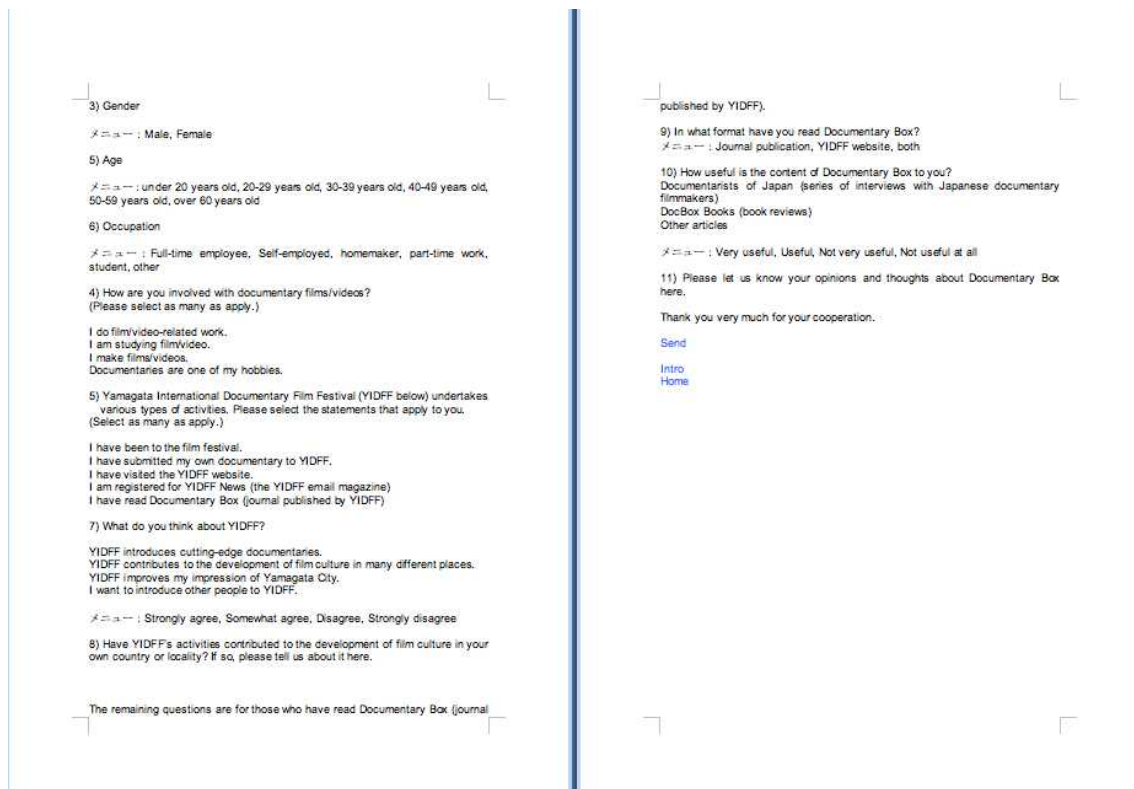 3) Gender
メニュー : Male, Female
5) Age
メニュー : under 20 years old, 20-29 years old, 30-39 years old, 40-49 years old,
50-59 years old, over 60 years old
6) Occupation
メニュー : Full-time employee, Self-employed, homemaker, part-time work,
student, other
4) How are you involved with documentary films/videos?
(Please select as many as apply.)
I do film/video-related work.
I am studying film/video.
I make films/videos.
Documentaries are one of my hobbies.
5) Yamagata International Documentary Film Festival (YIDFF below) undertakes
various types of activities. Please select the statements that apply to you.
(Select as many as apply.)
I have been to the film festival.
I have submitted my own documentary to YIDFF.
I have visited the YIDFF website.
I am registered for YIDFF News (the YIDFF email magazine)
I have read Documentary Box (journal published by YIDFF)
7) What do you think about YIDFF?
YIDFF introduces cutting-edge documentaries.
YIDFF contributes to the development of film culture in many different places.
YIDFF improves my impression of Yamagata City.
I want to introduce other people to YIDFF.
メニュー : Strongly agree, Somewhat agree, Disagree, Strongly disagree
8) Have YIDFF's activities contributed to the development of film culture in your
own country or locality? If so, please tell us about it here.
The remaining questions are for those who have read Documentary Box (journal
published by YIDFF).
9) In what format have you read Documentary Box?
メニュー : Journal publication, YIDFF website, both
10) How useful is the content of Documentary Box to you?
Documentarists of Japan (series of interviews with Japanese documentary
filmmakers)
DocBox Books (book reviews)
Other articles
メニュー : Very useful, Useful, Not very useful, Not useful at all
11) Please let us know your opinions and thoughts about Documentary Box
here.
Thank you very much for your cooperation.
Send
Intro
Home